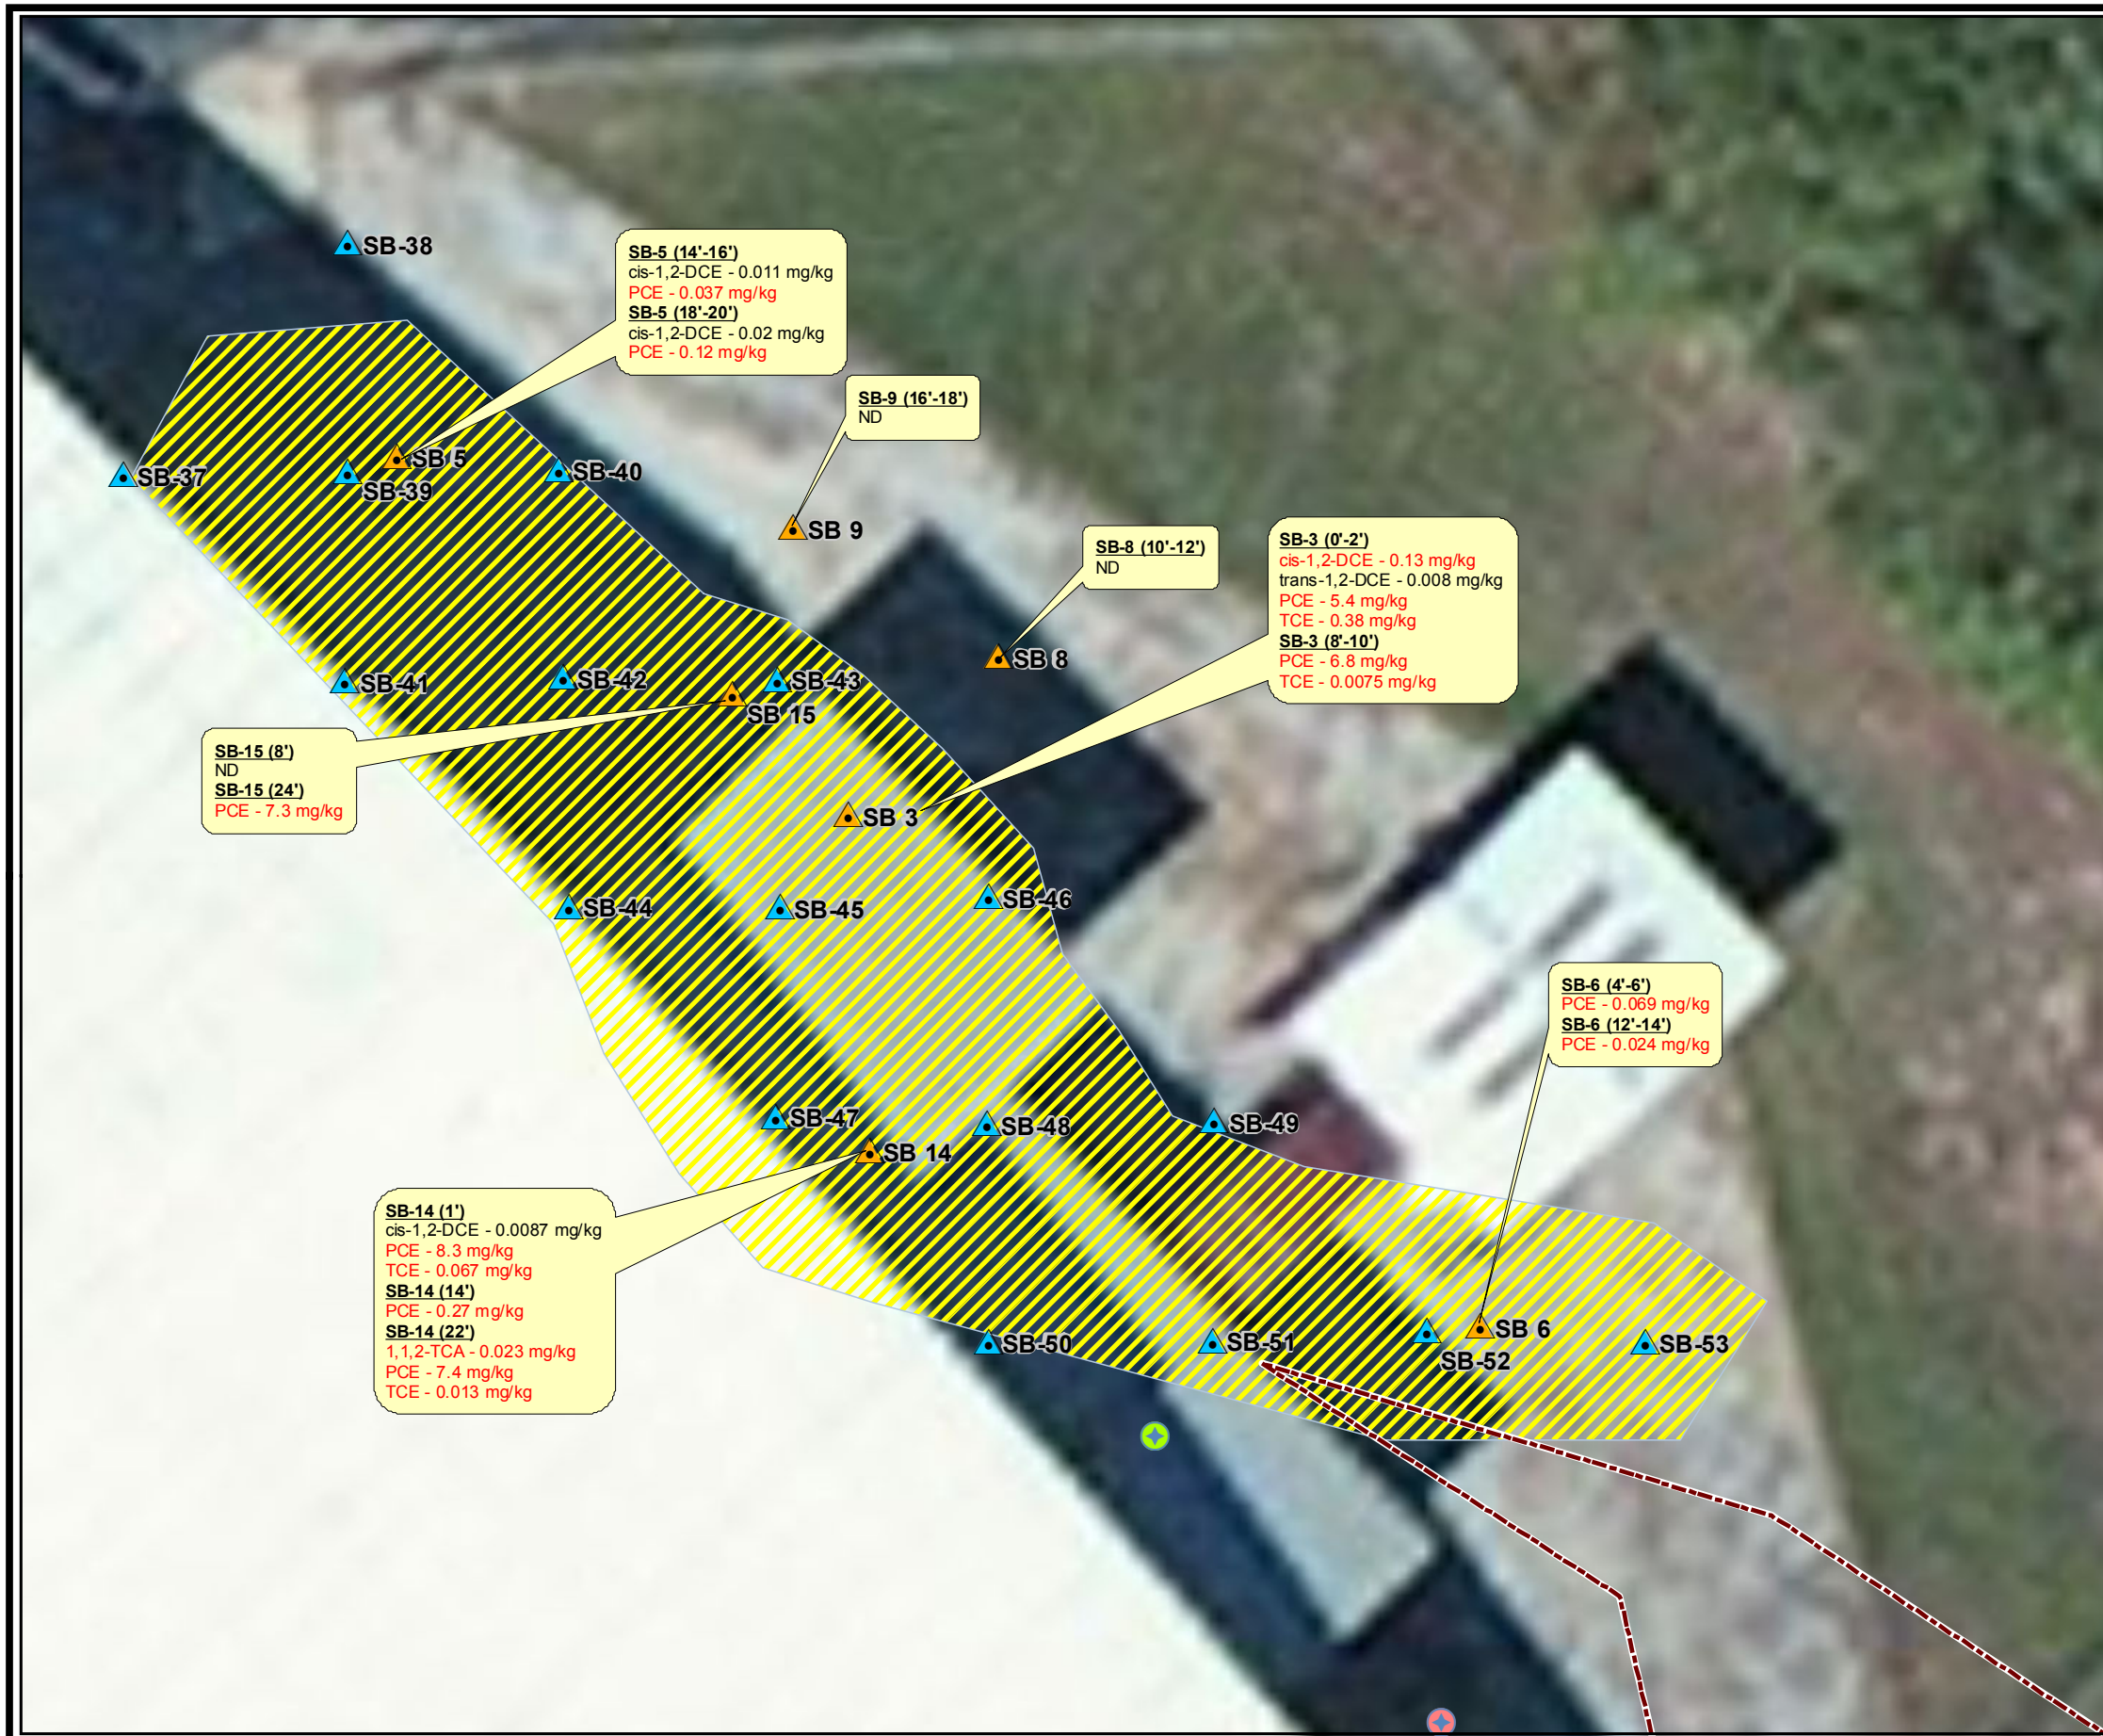 SB-38
SB-5 (14'-16')
cis-1,2-DCE - 0.011 mg/kg
PCE - 0.037 mg/kg
SB-5 (18'-20')
cis-1,2-DCE - 0.02 mg/kg
PCE - 0.12 mg/kg
SB-9 (16'-18')
ND
SB 5
SB-37
SB-39
SB-40
SB 9
SB-8 (10'-12')
ND
SB-3 (0'-2')
cis-1,2-DCE - 0.13 mg/kg
trans-1,2-DCE - 0.008 mg/kg
PCE - 5.4 mg/kg
TCE - 0.38 mg/kg
SB-3 (8'-10')
PCE - 6.8 mg/kg
TCE - 0.0075 mg/kg
SB 8
SB-41
SB-42
SB-43
SB 15
SB-15 (8')
ND
SB-15 (24')
PCE - 7.3 mg/kg
SB 3
SB-44
SB-45
SB-46
SB-6 (4'-6')
PCE - 0.069 mg/kg
SB-6 (12'-14')
PCE - 0.024 mg/kg
SB-47
SB-48
SB-49
SB 14
SB-14 (1')
cis-1,2-DCE - 0.0087 mg/kg
PCE - 8.3 mg/kg
TCE - 0.067 mg/kg
SB-14 (14')
PCE - 0.27 mg/kg
SB-14 (22')
1,1,2-TCA - 0.023 mg/kg
PCE - 7.4 mg/kg
TCE - 0.013 mg/kg
SB-50
SB-51
SB 6
SB-52
SB-53